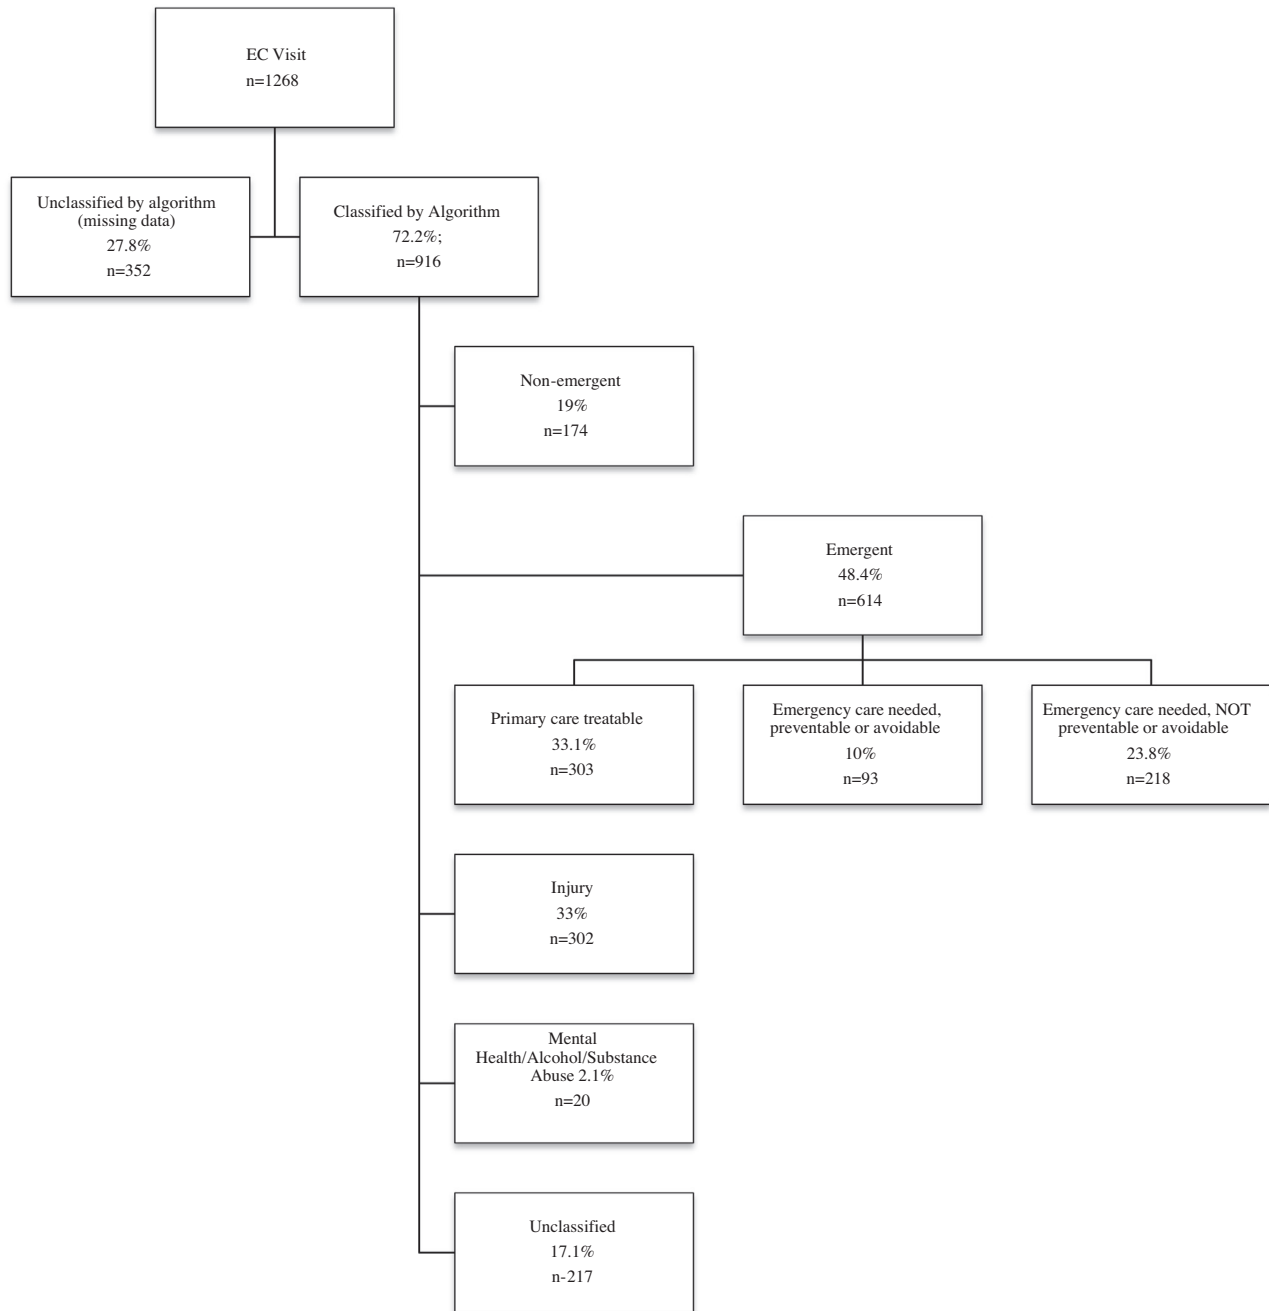 EC Visit
n=1268
Unclassified by algorithm
(missing data)
27.8%
n=352
Classified by Algorithm
72.2%;
n=916
Non-emergent
19%
n=174
Emergent
48.4%
n=614
Primary care treatable
33.1%
n=303
Emergency care needed,
preventable or avoidable
10%
n=93
Emergency care needed, NOT
preventable or avoidable
23.8%
n=218
Injury
33%
n=302
Mental
Health/Alcohol/Substance
Abuse 2.1%
n=20
Unclassified
17.1%
n-217